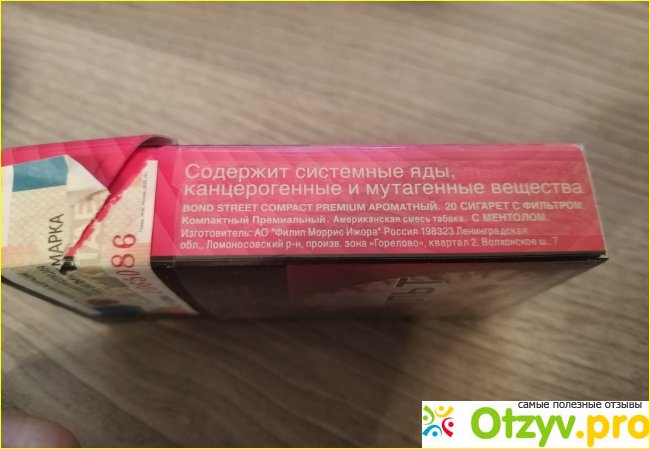 Содержит системные яды,
канцерогенные и мутагенные вещества
BOND STREET COMPACT PREMIUM АРОМАТНЫЙ. 20 СИГАРЕТ С ФИЛЬТРОМ.
Компактный Премиальный. Американская смесь табака. С МЕНТОЛОМ.
Изготовитель: АО "Филип Моррис Ижора" Россия 198323 Ленинградская
обл., Ломоносовский р-н, произв. зона «Горелово», квартал 2, Волхонское ш., 7
МАРКА
086
самые полезные отзывы
Otzyv.pro